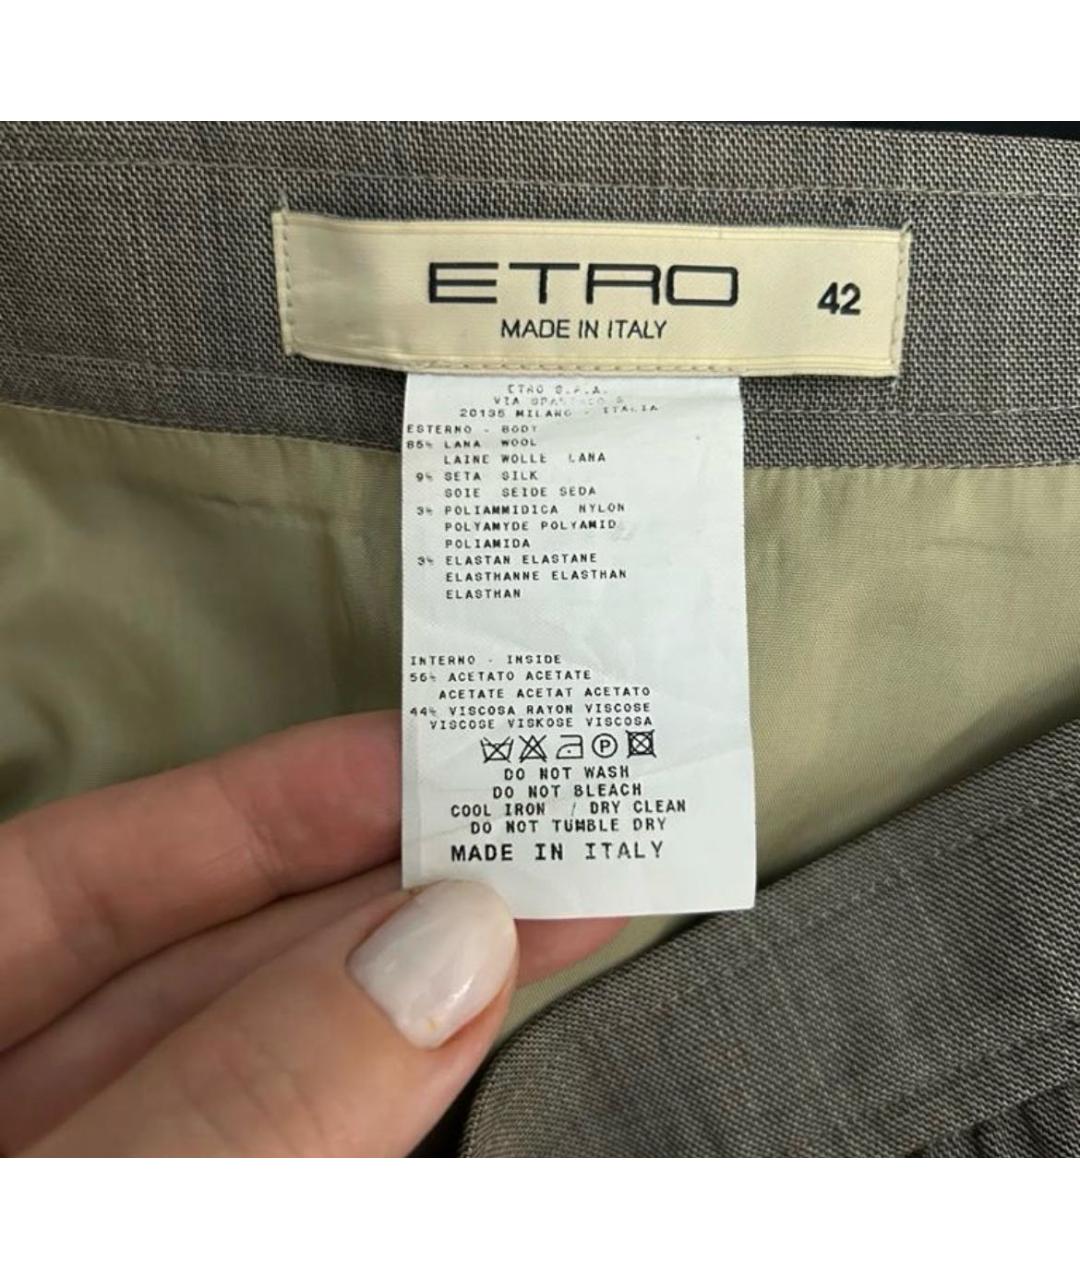 ETRO
MADE IN ITALY
42
ETRO S.P.A.
VIA SPARTACO
20135 MILANO - ITALIA
ESTERNO - BODY
85% LANA WOOL
LAINE WOLLE LANA
9% SETA SILK
SOIE SEIDE SEDA
3% POLIAMMIDICA NYLON
POLYAMYDE POLYAMID
POLIAMIDA
3% ELASTAN ELASTANE
ELASTHANNE ELASTHAN
ELASTHAN
INTERNO - INSIDE
56% ACETATO ACETATE
ACETATE ACETAT ACETATO
44% VISCOSA RAYON VISCOSE
VISCOSE VISKOSE VISCOSA
P
DO NOT WASH
DO NOT BLEACH
COOL IRON / DRY CLEAN
DO NOT TUMBLE DRY
MADE IN ITALY